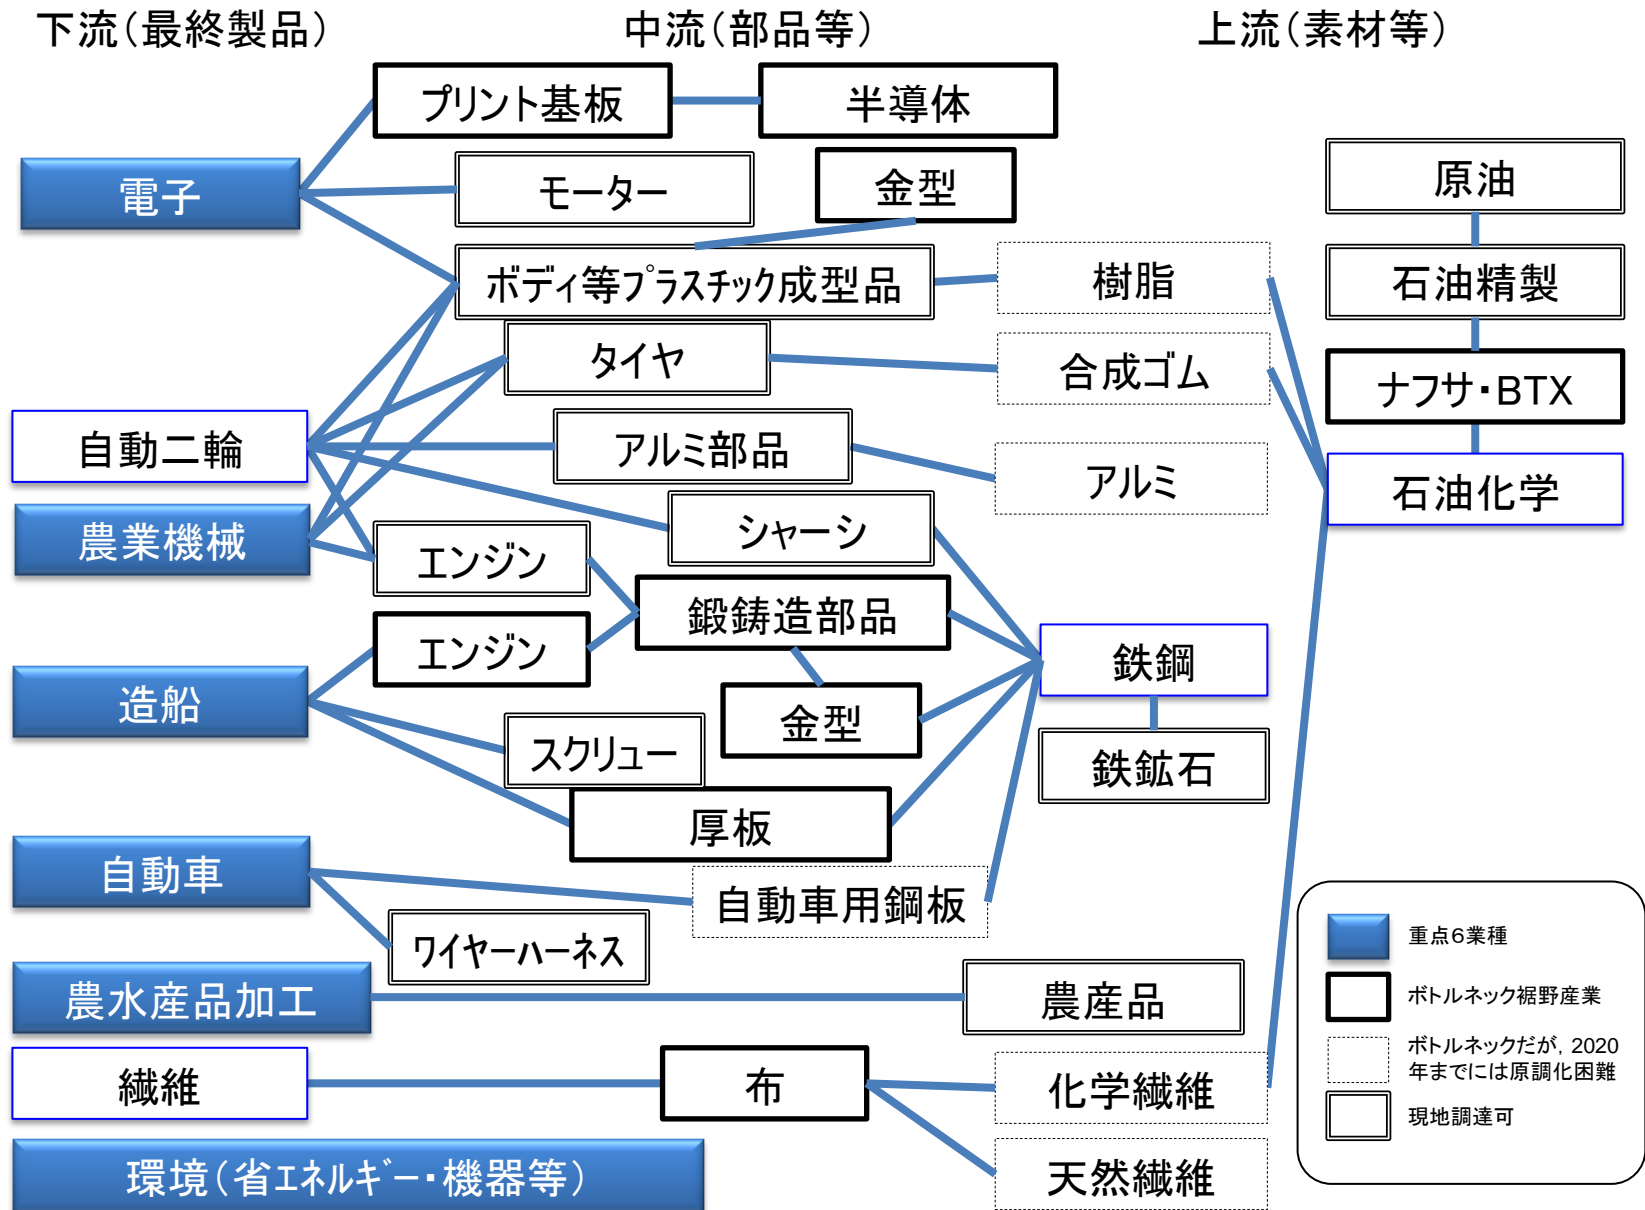 下流(最終製品)
中流(部品等)
上流(素材等)
プリント基板
半導体
電子
モーター
金型
原油
ボディ等プラスチック成型品
樹脂
石油精製
タイヤ
合成ゴム
ナフサ・BTX
自動二輪
アルミ部品
アルミ
石油化学
農業機械
エンジン
シャーシ
鍛鋳造部品
エンジン
鉄鋼
造船
金型
スクリュー
鉄鉱石
厚板
自動車
自動車用鋼板
ワイヤーハーネス
農水産品加工
農産品
繊維
布
化学繊維
天然繊維
環境(省エネルギー・機器等)
重点6業種
ボトルネック裾野産業
ボトルネックだが, 2020
年までには原調化困難
現地調達可